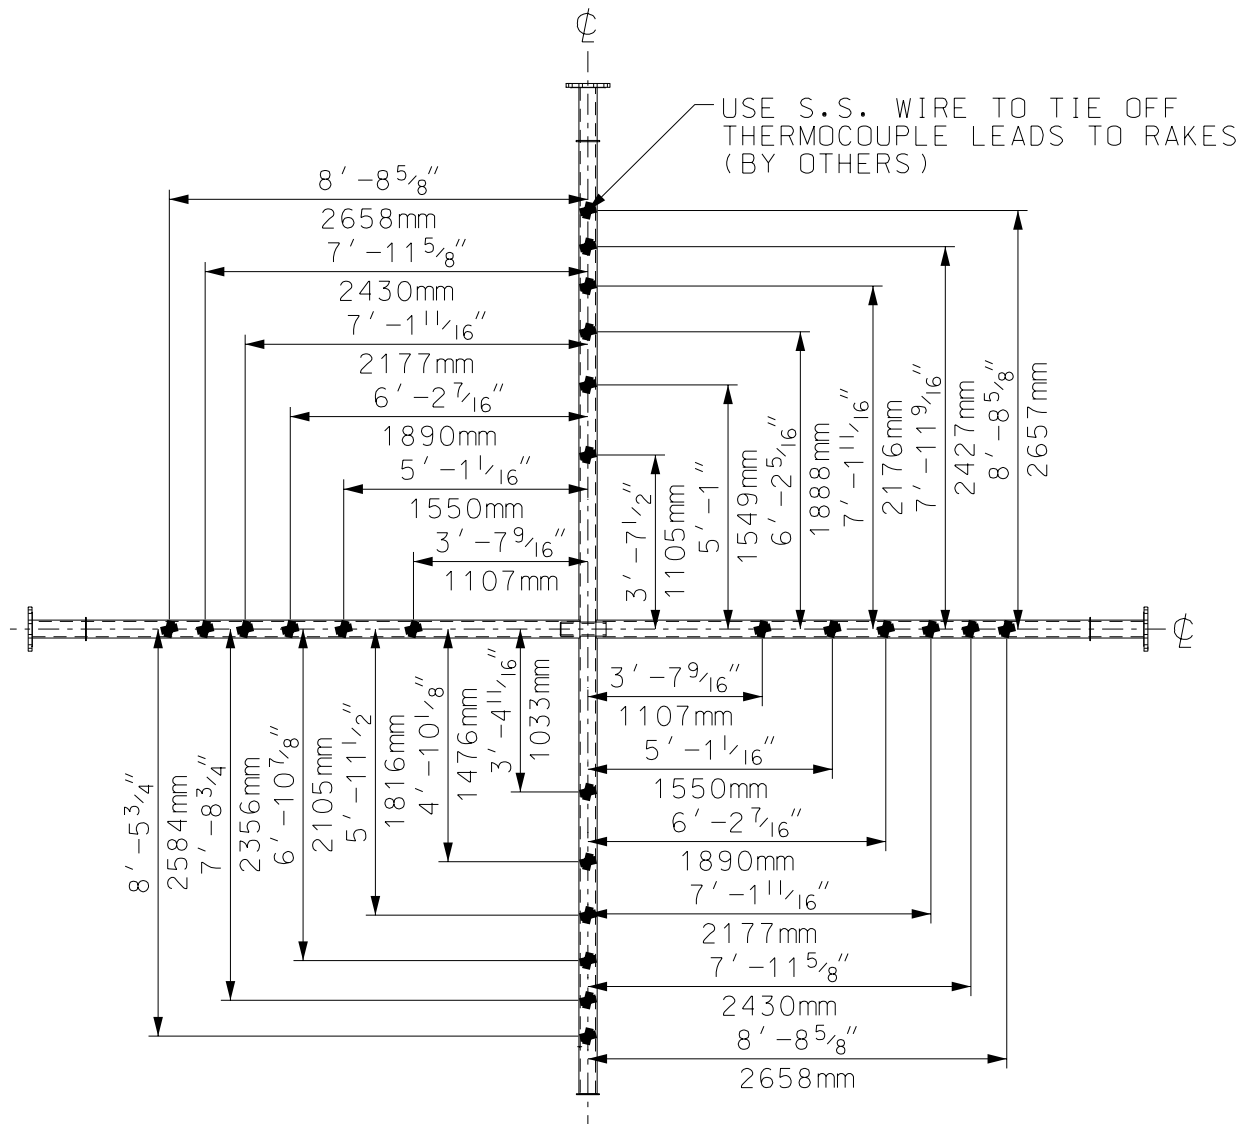 ℄
USE S.S. WIRE TO TIE OFF
THERMOCOUPLE LEADS TO RAKES
(BY OTHERS)
8'-8 5/8"
2658mm
7'-11 5/8"
2430mm
7'-1 11/16"
2177mm
6'-2 7/16"
1890mm
5'-1 1/16"
1550mm
3'-7 9/16"
1107mm
3'-7 1/2"
1105mm
5'-1"
1549mm
6'-2 5/16"
1888mm
7'-1 11/16"
2176mm
7'-11 9/16"
2427mm
8'-8 5/8"
2657mm
℄
8'-5 3/4"
2584mm
7'-8 3/4"
2356mm
6'-10 7/8"
2105mm
5'-11 1/2"
1816mm
4'-10 1/8"
1476mm
3'-4 11/16"
1033mm
3'-7 9/16"
1107mm
5'-1 1/16"
1550mm
6'-2 7/16"
1890mm
7'-1 11/16"
2177mm
7'-11 5/8"
2430mm
8'-8 5/8"
2658mm